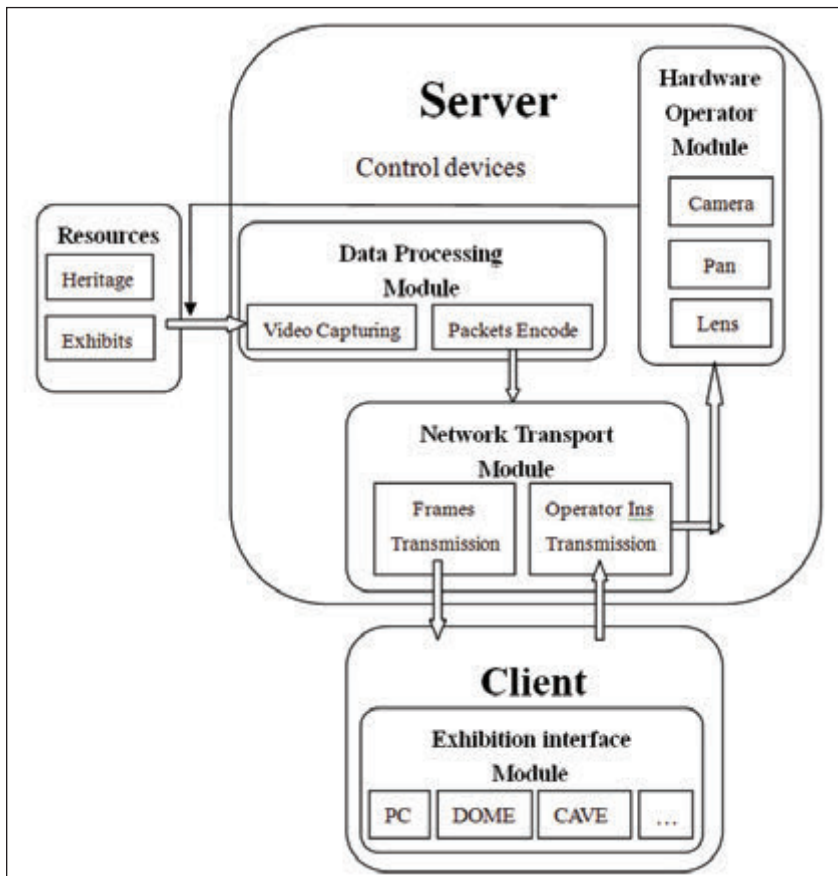 Server
Control devices
Hardware
Operator
Module
Camera
Pan
Lens
Resources
Heritage
Exhibits
Data Processing
Module
Video Capturing
Packets Encode
Network Transport
Module
Frames
Transmission
Operator Ins
Transmission
Client
Exhibition interface
Module
PC
DOME
CAVE
…